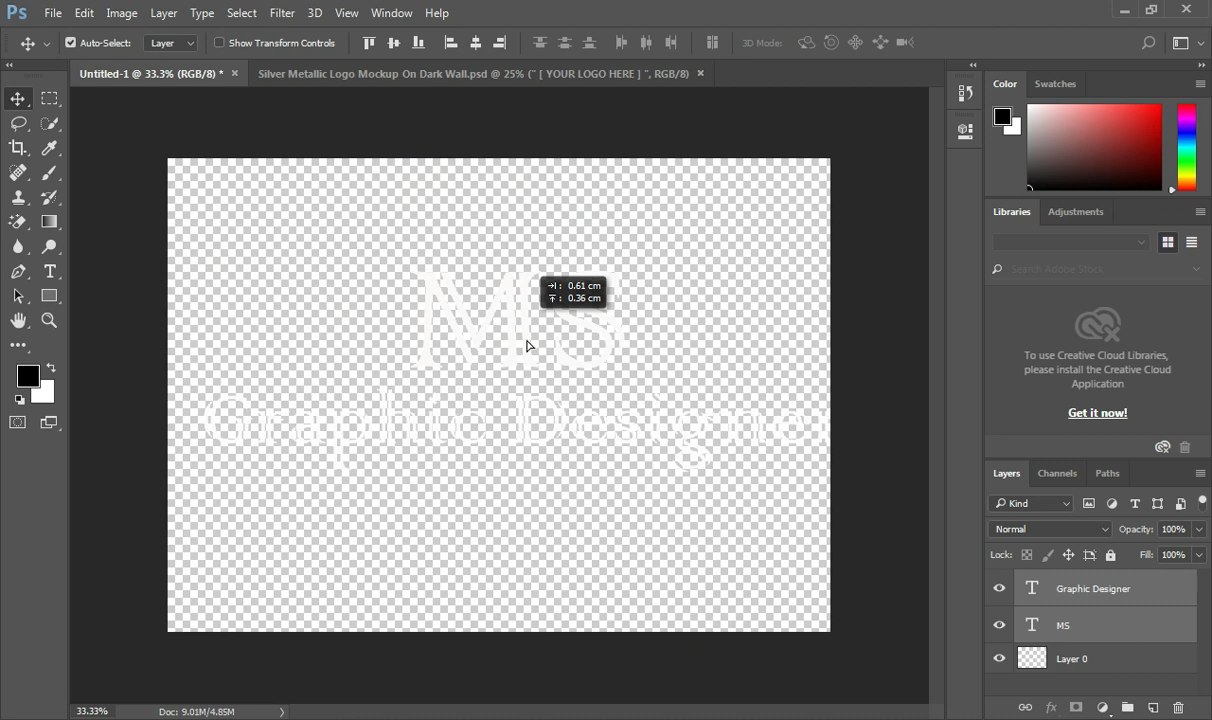 Ps File Edit Image Layer Type Select Filter 3D View Window Help
Auto-Select: Layer Show Transform Controls 3D Mode:
Untitled-1 @ 33.3% (RGB/8) * × Silver Metallic Logo Mockup On Dark Wall.psd @ 25% (" [ YOUR LOGO HERE ] ", RGB/8) ×
Color Swatches
Libraries Adjustments
Search Adobe Stock
MS
: 0.61 cm
: 0.36 cm
Graphic Designer
To use Creative Cloud Libraries,
please install the Creative Cloud
Application
Get it now!
Layers Channels Paths
Kind
Normal Opacity: 100%
Lock: Fill: 100%
Graphic Designer
MS
Layer 0
33.33% Doc: 9.01M/4.85M